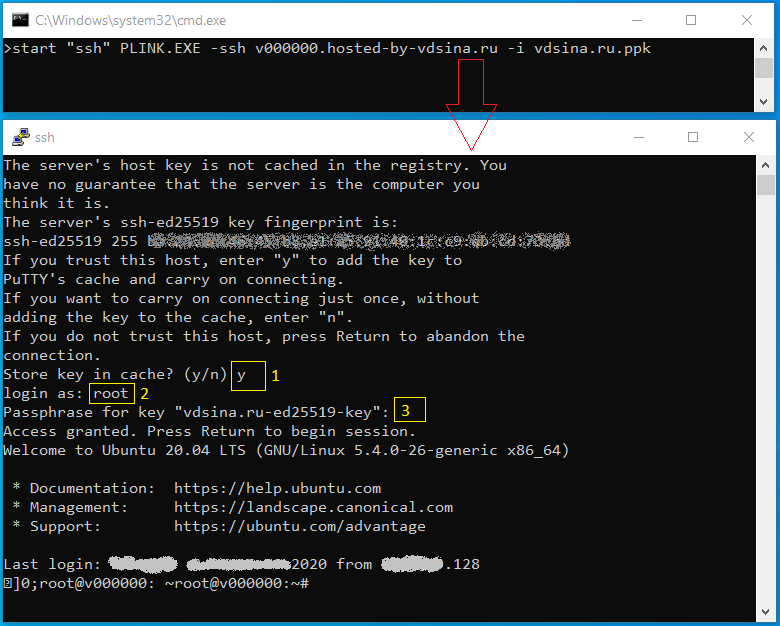 C:\Windows\system32\cmd.exe
>start "ssh" PLINK.EXE -ssh v000000.hosted-by-vdsina.ru -i vdsina.ru.ppk
ssh
The server's host key is not cached in the registry. You
have no guarantee that the server is the computer you
think it is.
The server's ssh-ed25519 key fingerprint is:
ssh-ed25519 255
If you trust this host, enter "y" to add the key to
PuTTY's cache and carry on connecting.
If you want to carry on connecting just once, without
adding the key to the cache, enter "n".
If you do not trust this host, press Return to abandon the
connection.
Store key in cache? (y/n) y 1
login as: root 2
Passphrase for key "vdsina.ru-ed25519-key": 3
Access granted. Press Return to begin session.
Welcome to Ubuntu 20.04 LTS (GNU/Linux 5.4.0-26-generic x86_64)
* Documentation: https://help.ubuntu.com
* Management: https://landscape.canonical.com
* Support: https://ubuntu.com/advantage
Last login: 2020 from .128
]0;root@v000000: ~root@v000000:~#